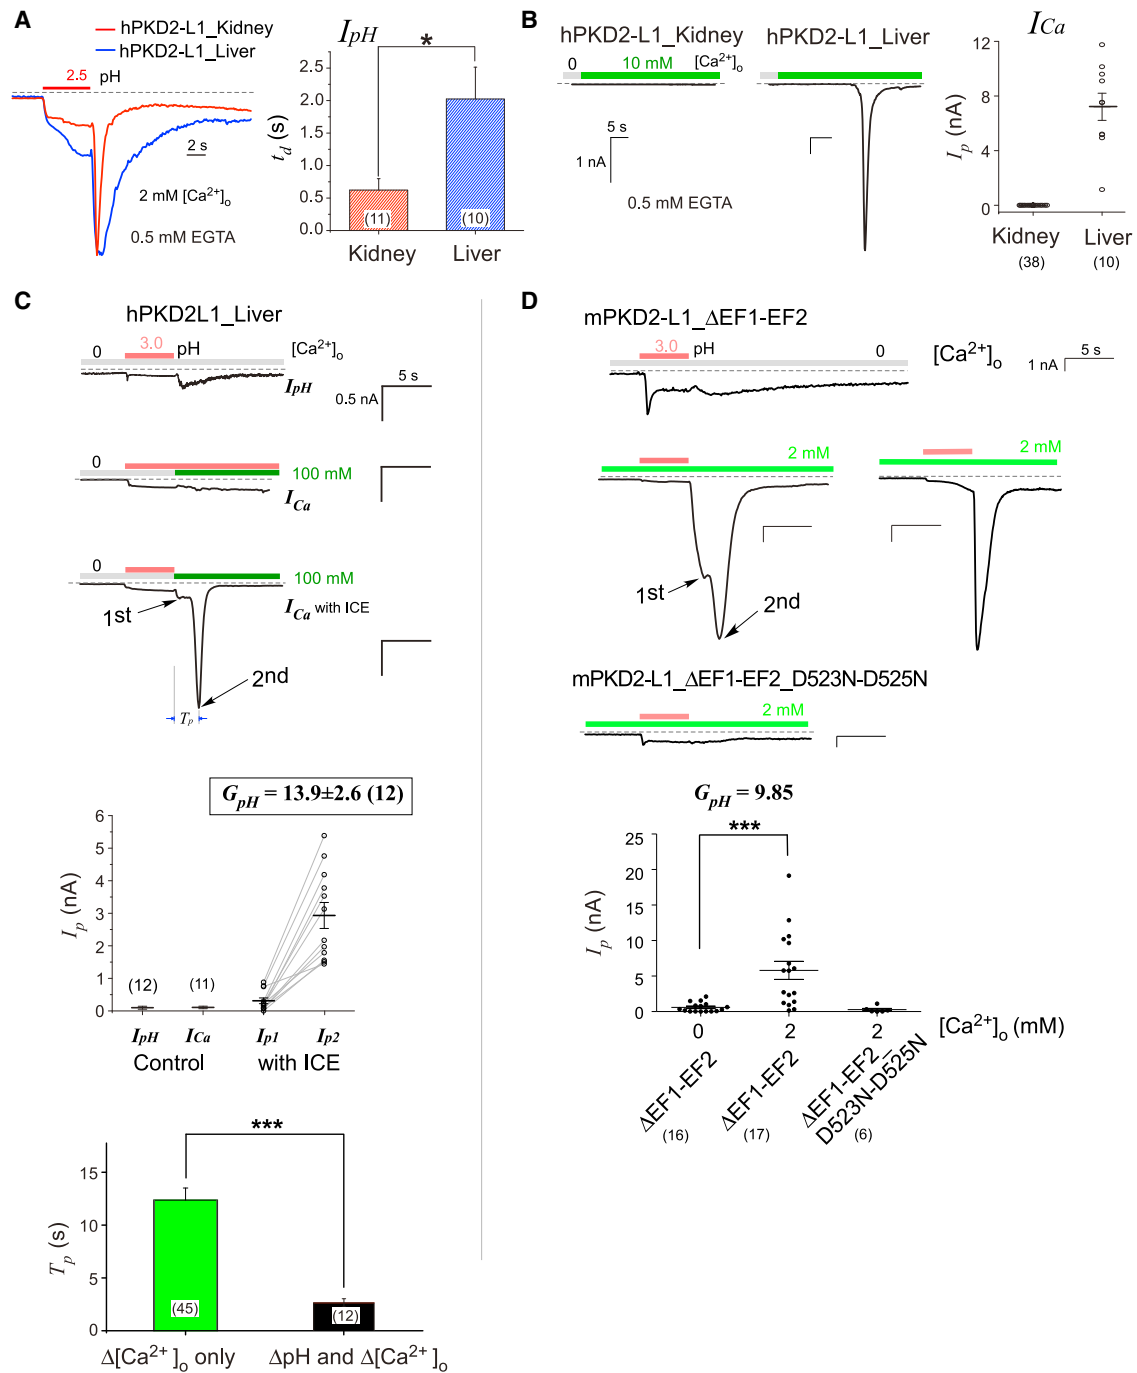 A
hPKD2-L1_Kidney
hPKD2-L1_Liver
2.5 pH
2 s
2 mM [Ca2+]o
0.5 mM EGTA
IpH
*
td (s)
2.5
2.0
1.5
1.0
0.5
0.0
(11)
(10)
Kidney Liver
B
hPKD2-L1_Kidney
hPKD2-L1_Liver
0 10 mM [Ca2+]o
5 s
1 nA
0.5 mM EGTA
ICa
Ip (nA)
12
8
4
0
Kidney Liver
(38) (10)
C
hPKD2L1_Liver
0 3.0 pH [Ca2+]o
IpH
5 s
0.5 nA
0 100 mM
ICa
0 100 mM
ICa with ICE
1st
2nd
Tp
GpH = 13.9±2.6 (12)
Ip (nA)
6
5
4
3
2
1
0
(12) (11)
IpH ICa Ip1 Ip2
Control with ICE
***
Tp (s)
15
10
5
0
(45) (12)
Δ[Ca2+]o only ΔpH and Δ[Ca2+]o
D
mPKD2-L1_ΔEF1-EF2
3.0 pH 0 [Ca2+]o
5 s
1 nA
2 mM 2 mM
1st
2nd
mPKD2-L1_ΔEF1-EF2_D523N-D525N
2 mM
GpH = 9.85
***
Ip (nA)
25
20
15
10
5
0
0 2 2 [Ca2+]o (mM)
ΔEF1-EF2
(16)
ΔEF1-EF2
(17)
ΔEF1-EF2_
D523N-D525N
(6)